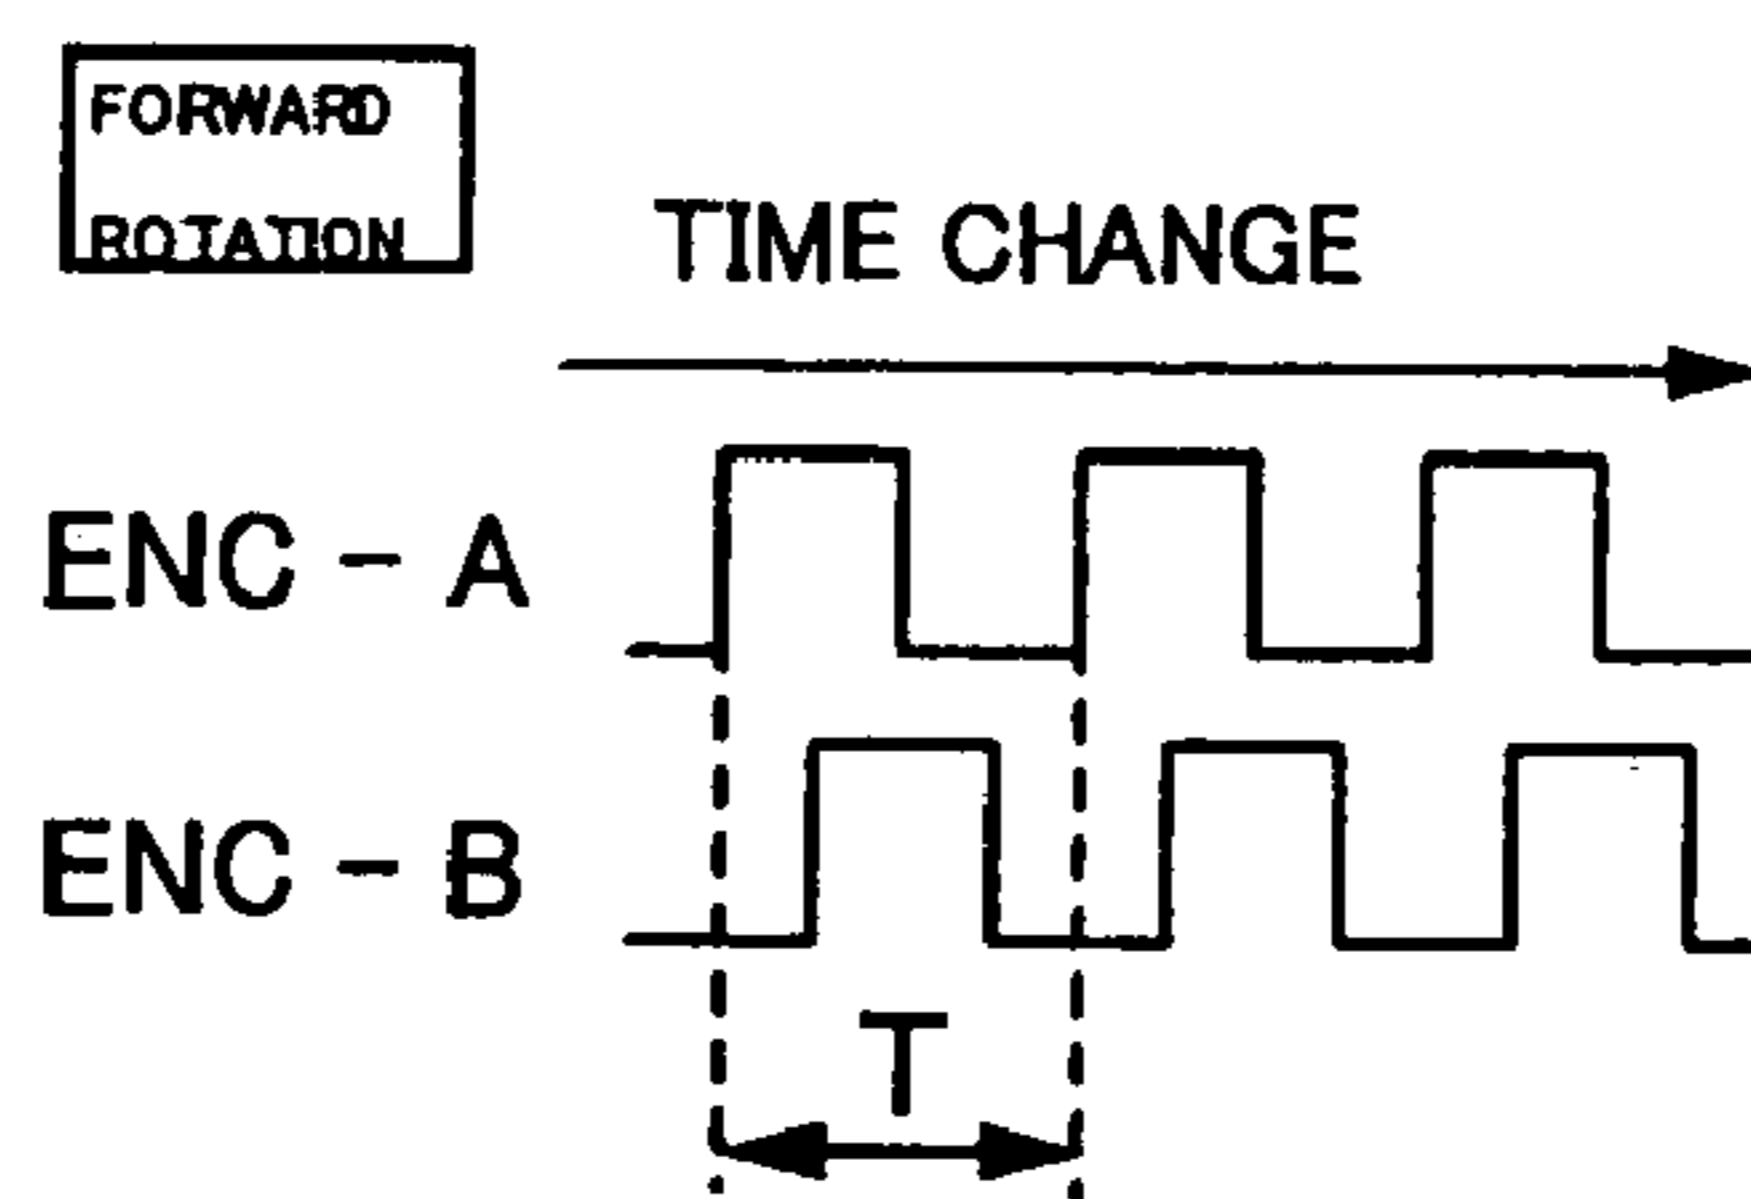 FORWARD
ROTATION
TIME CHANGE
ENC - A
ENC - B
T